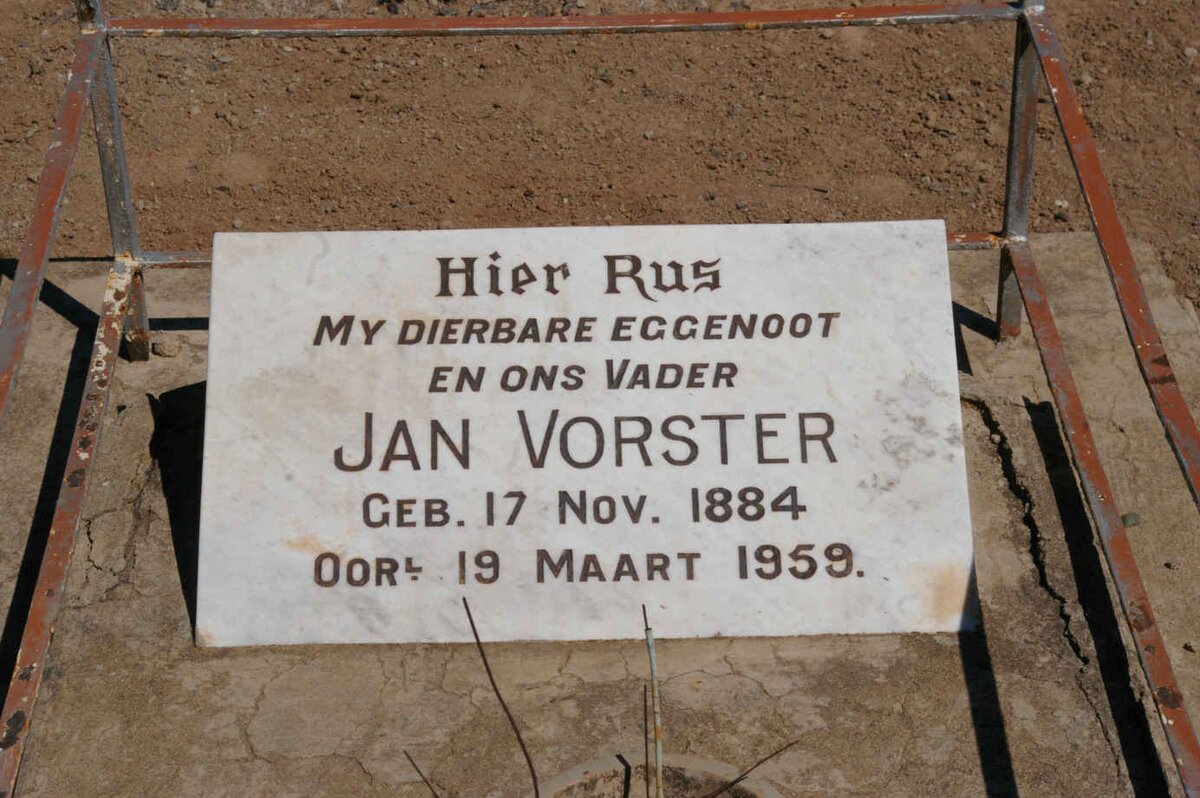 Hier Rus
MY DIERBARE EGGENOOT
EN ONS VADER
JAN VORSTER
GEB. 17 NOV. 1884
OORL 19 MAART 1959.